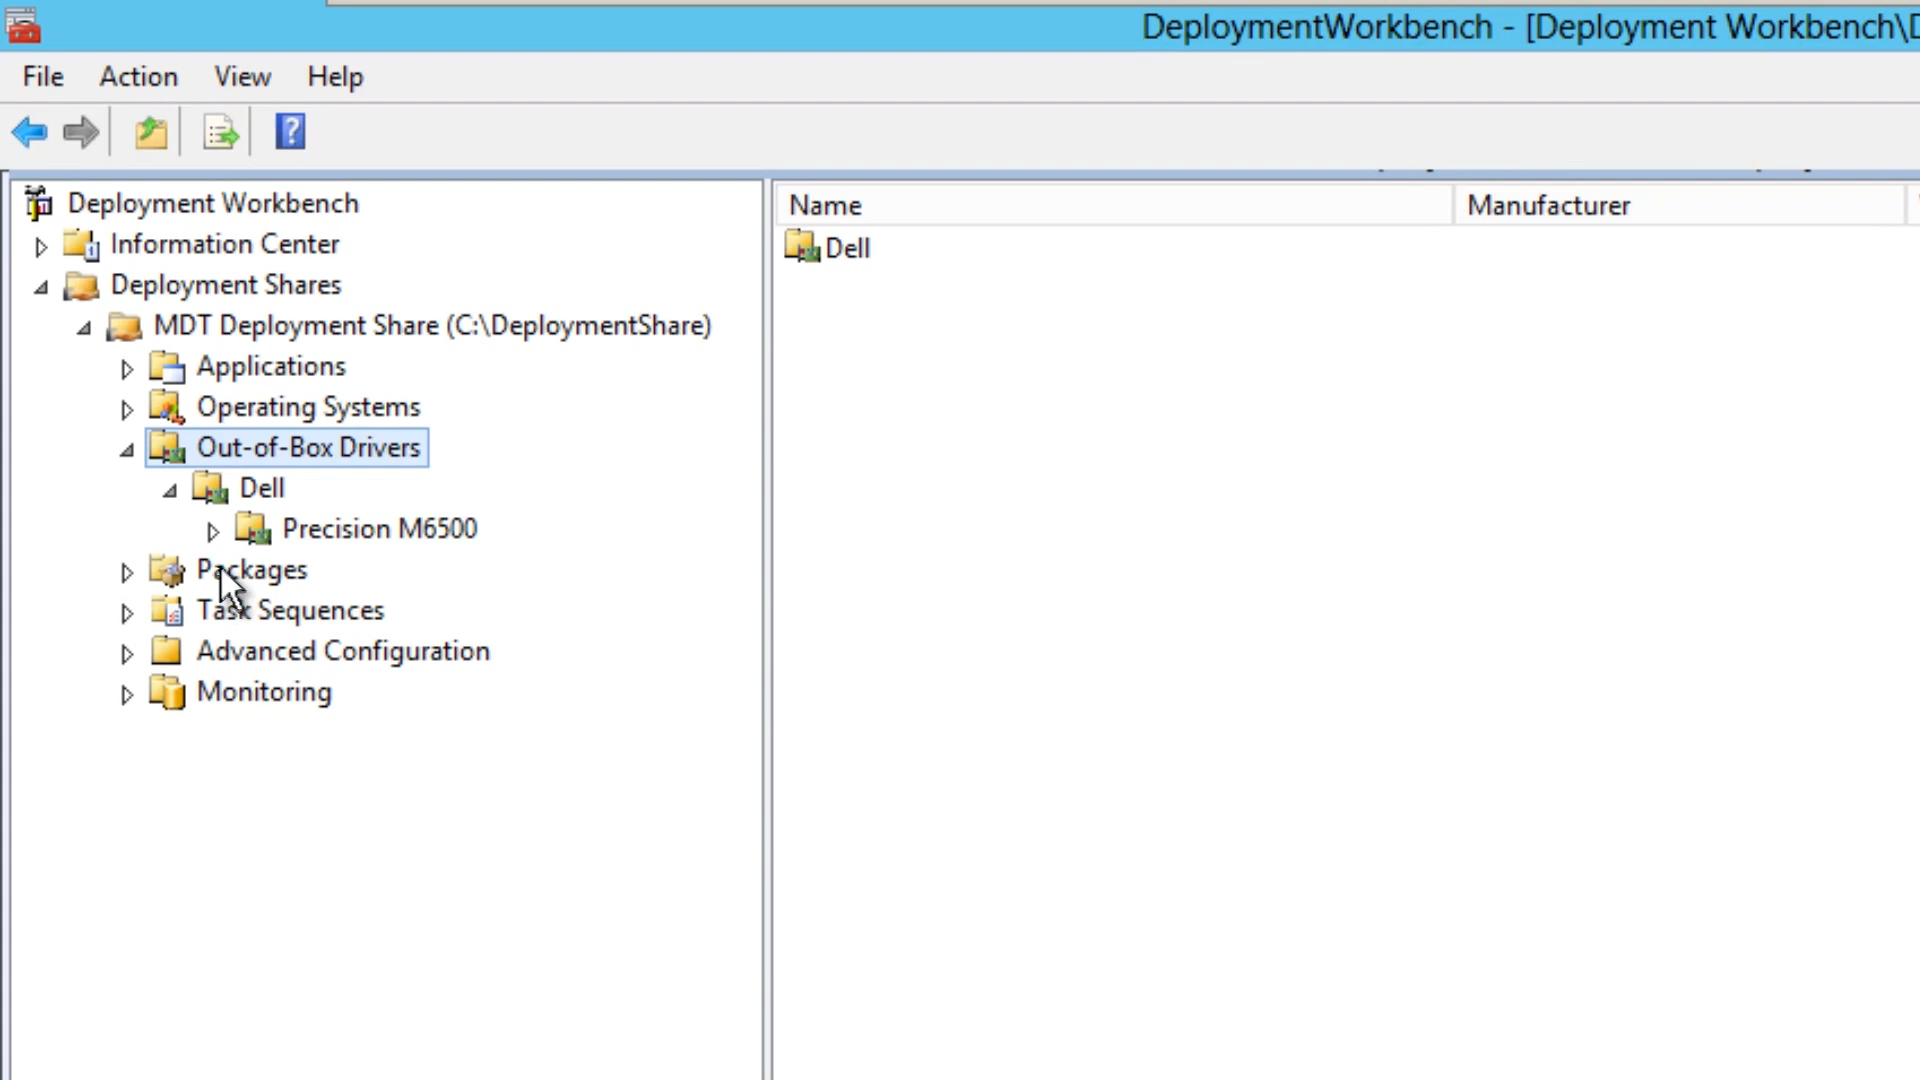 DeploymentWorkbench - [Deployment Workbench\D
File Action View Help
Deployment Workbench
Information Center
Deployment Shares
MDT Deployment Share (C:\DeploymentShare)
Applications
Operating Systems
Out-of-Box Drivers
Dell
Precision M6500
Packages
Task Sequences
Advanced Configuration
Monitoring
Name Manufacturer
Dell